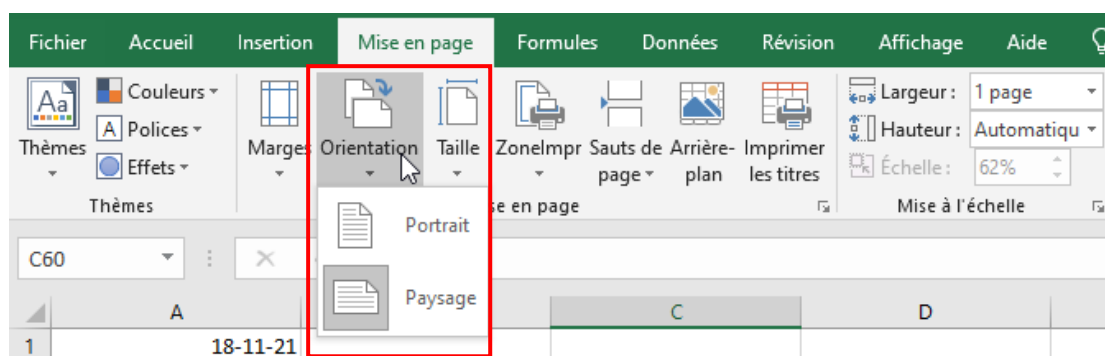 Fichier Accueil Insertion Mise en page Formules Données Révision Affichage Aide
Aa
Thèmes
Couleurs
A Polices
Effets
Thèmes
Marges
Orientation
Taille
ZoneImpr
Sauts de
page
Arrière-
plan
Imprimer
les titres
se en page
Largeur : 1 page
Hauteur : Automatiqu
Échelle : 62%
Mise à l'échelle
Portrait
Paysage
C60
A C D
1 18-11-21